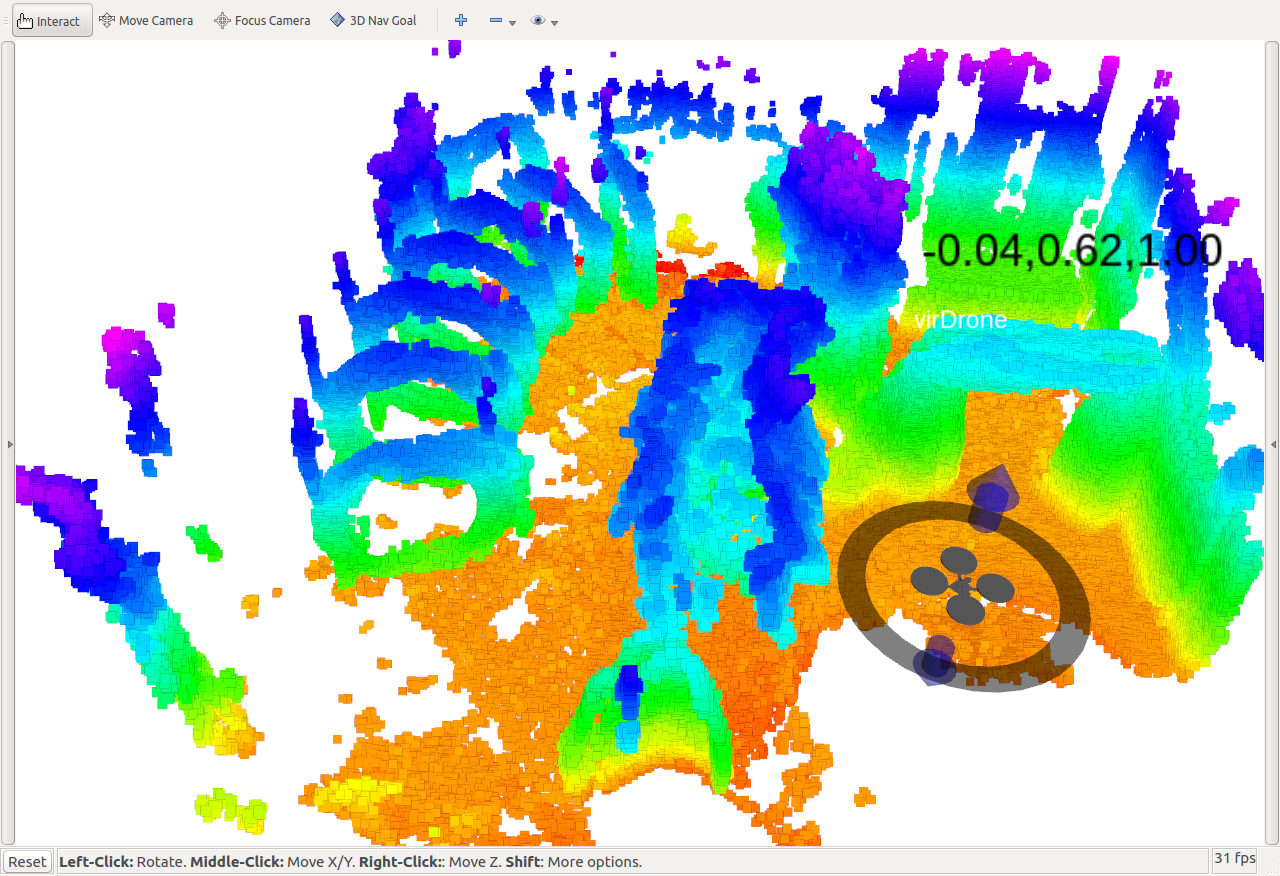 Interact Move Camera Focus Camera 3D Nav Goal
-0.04,0.62,1.00
virDrone
Reset Left-Click: Rotate. Middle-Click: Move X/Y. Right-Click:: Move Z. Shift: More options. 31 fps